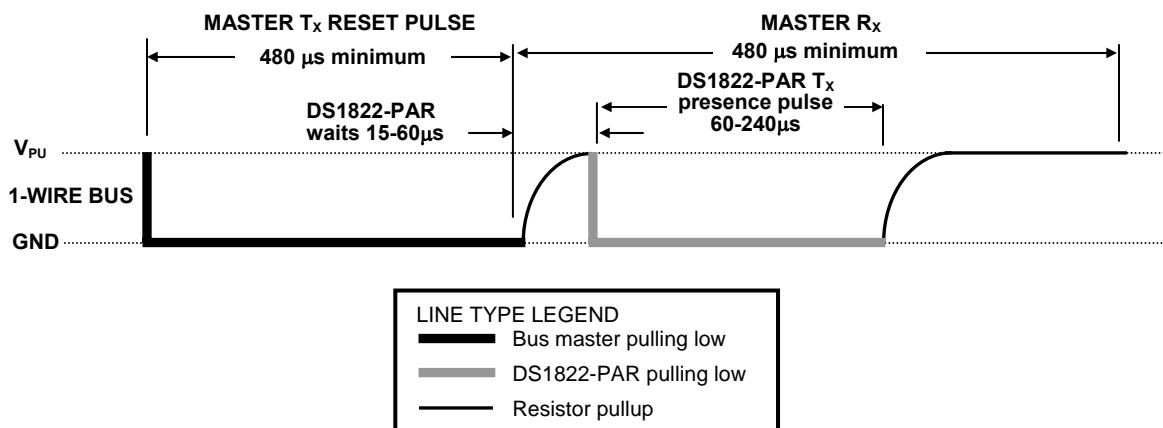 MASTER TX RESET PULSE
480 μs minimum
MASTER RX
480 μs minimum
DS1822-PAR TX
presence pulse
60-240μs
DS1822-PAR
waits 15-60μs
VPU
1-WIRE BUS
GND
LINE TYPE LEGEND
Bus master pulling low
DS1822-PAR pulling low
Resistor pullup